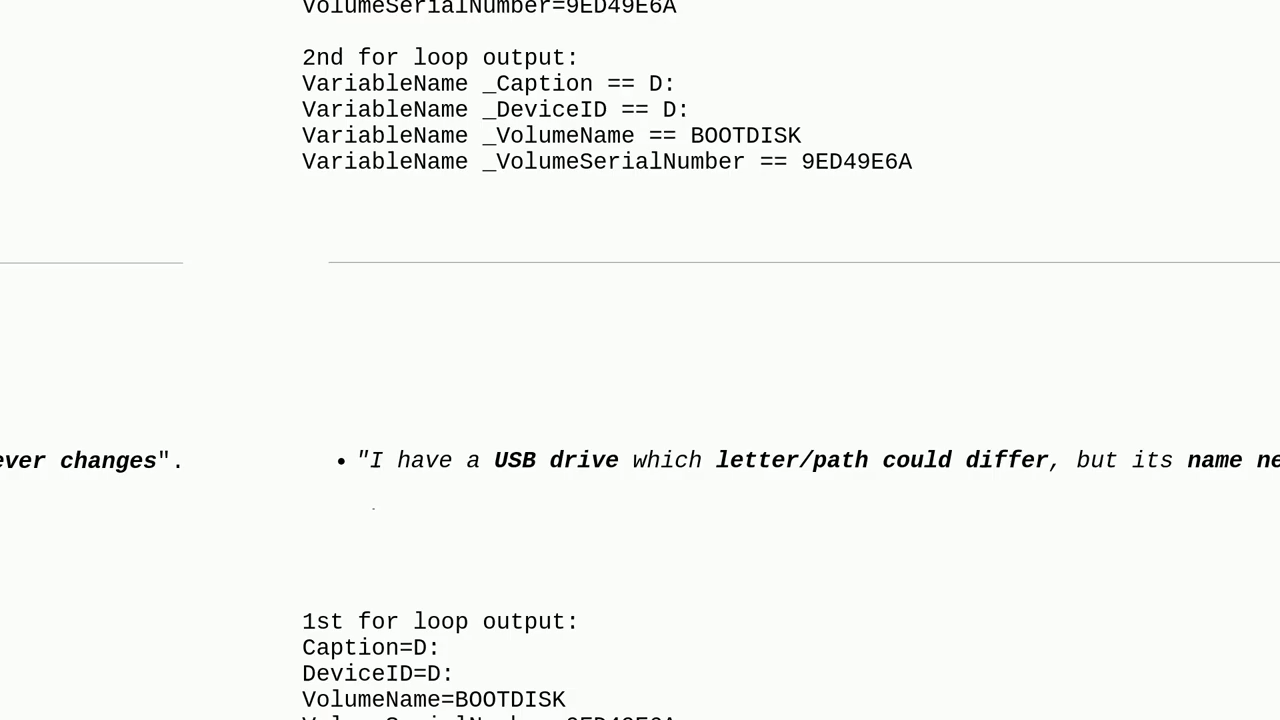 VolumeSerialNumber=9ED49E6A
2nd for loop output:
VariableName _Caption == D:
VariableName _DeviceID == D:
VariableName _VolumeName == BOOTDISK
VariableName _VolumeSerialNumber == 9ED49E6A
ever changes".
• "I have a USB drive which letter/path could differ, but its name ne
1st for loop output:
Caption=D:
DeviceID=D:
VolumeName=BOOTDISK
VolumeSerialNumber=9ED49E6A